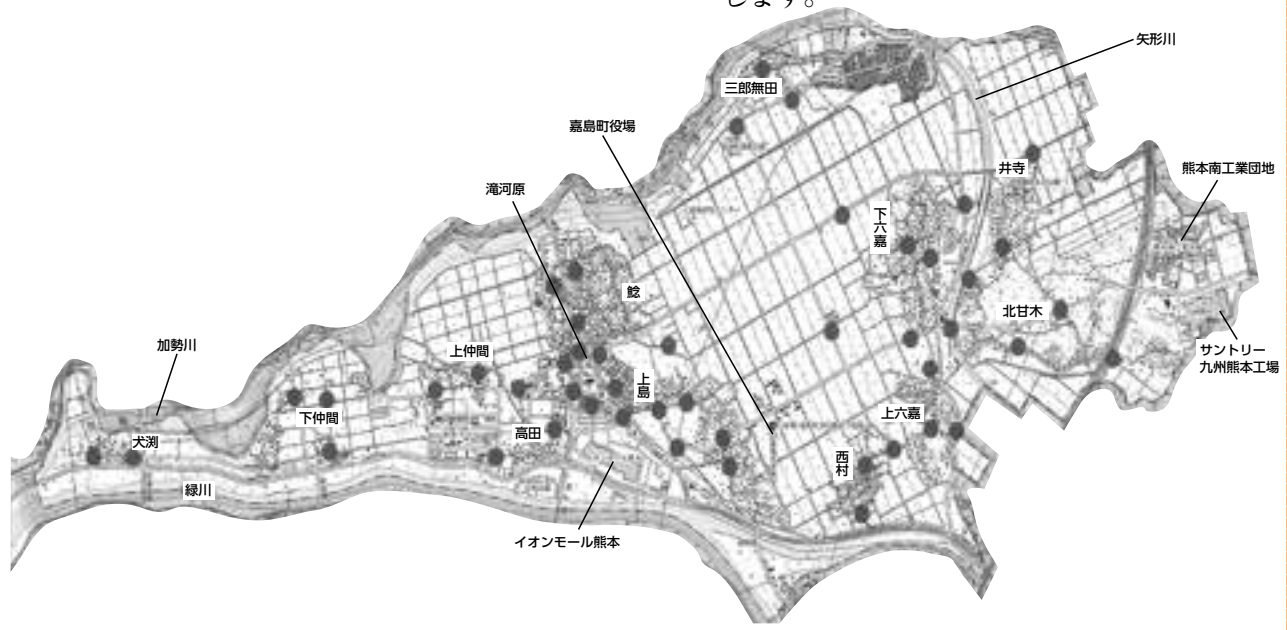 します。
矢形川
三郎無田
嘉島町役場
井寺
熊本南工業団地
滝河原
下六嘉
鯰
北甘木
加勢川
上仲間
サントリー
九州熊本工場
上島
下仲間
上六嘉
高田
犬渕
西村
緑川
イオンモール熊本